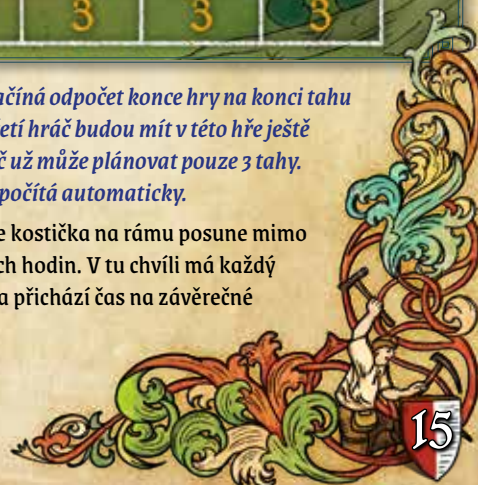 3 3 3
ačíná odpočet konce hry na konci tahu
etí hráč budou mít v této hře ještě
č už může plánovat pouze 3 tahy.
počítá automaticky.
e kostička na rámu posune mimo
ch hodin. V tu chvíli má každý
a přichází čas na závěrečné
15